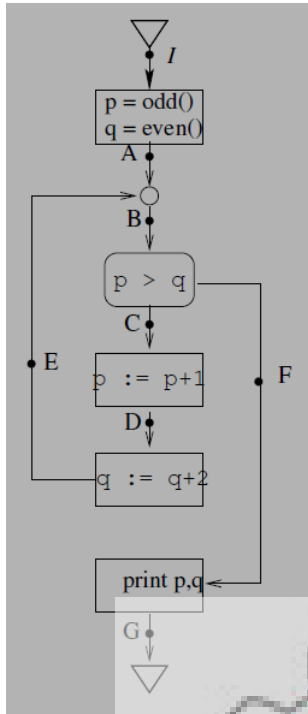 I
p = odd()
q = even()
A
B
p > q
C
E
F
p := p+1
D
q := q+2
print p,q
G